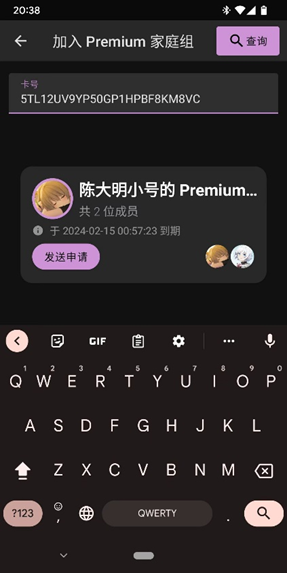 20:38
加入 Premium 家庭组
查询
卡号
5TL12UV9YP50GP1HPBF8KM8VC
陈大明小号的 Premium...
共 2 位成员
于 2024-02-15 00:57:23 到期
发送申请
GIF
1 2 3 4 5 6 7 8 9 0
Q W E R T Y U I O P
A S D F G H J K L
Z X C V B N M
?123 , QWERTY .